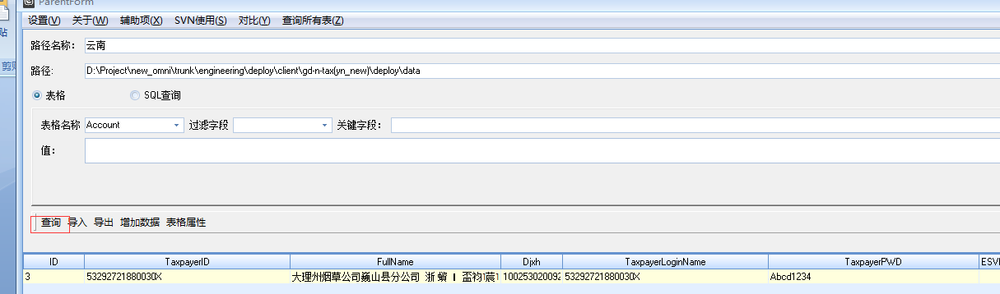 ParentForm
贴
设置(V) 关于(W) 辅助项(X) SVN使用(S) 对比(Y) 查询所有表(Z)
路径名称： 云南
剪贴
路径： D:\Project\new_omni\trunk\engineering\deploy\client\gd-n-tax(yn_new)\deploy\data
表格 SQL查询
表格名称 Account 过滤字段 关键字段：
值：
查询 导入 导出 增加数据 表格属性
ID TaxpayerID FullName Djxh TaxpayerLoginName TaxpayerPWD ESV
3 53292721880030X 大理州烟草公司巍山县分公司 100253020092 53292721880030X Abcd1234